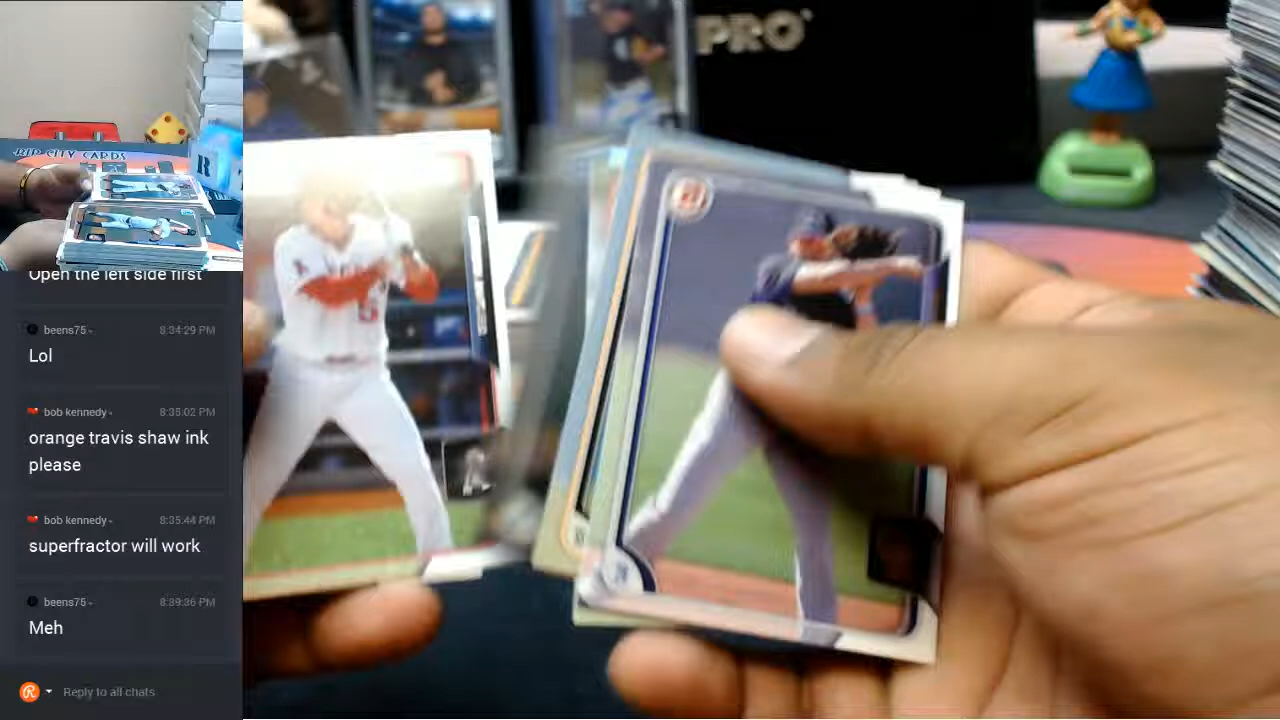 PRO
RIP CITY CARDS
R
Open the left side first
beens75 8:34:29 PM
Lol
bob kennedy 8:35:02 PM
orange travis shaw ink
please
bob kennedy 8:35:44 PM
superfractor will work
beens75 8:39:36 PM
Meh
Reply to all chats